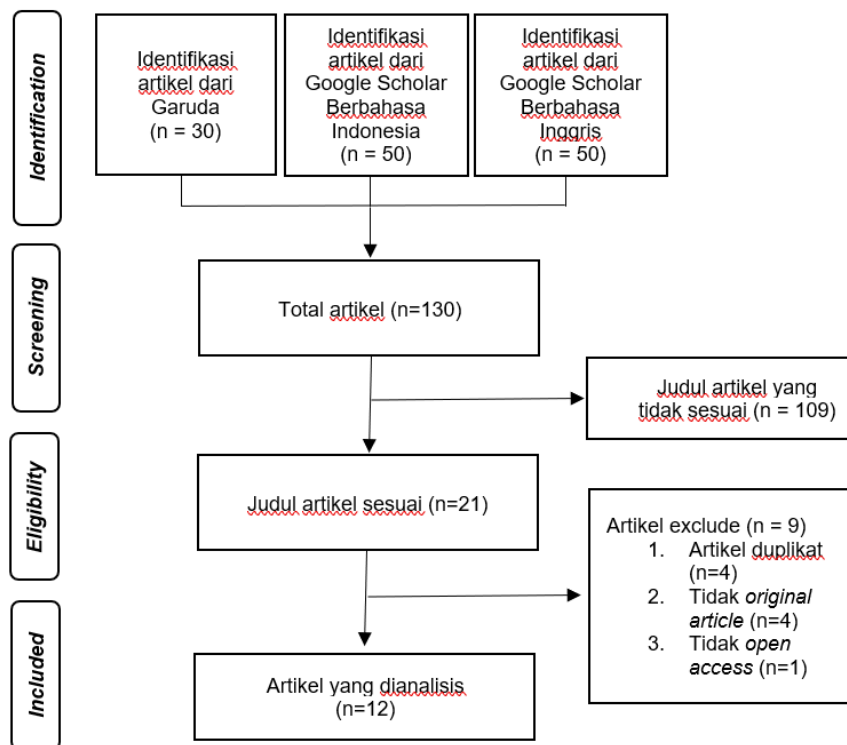 Identification
Identifikasi
artikel dari
Garuda
(n = 30)
Identifikasi
artikel dari
Google Scholar
Berbahasa
Indonesia
(n = 50)
Identifikasi
artikel dari
Google Scholar
Berbahasa
Inggris
(n = 50)
Screening
Total artikel (n=130)
Judul artikel yang
tidak sesuai (n = 109)
Eligibility
Judul artikel sesuai (n=21)
Artikel exclude (n = 9)
1. Artikel duplikat
(n=4)
2. Tidak original
article (n=4)
3. Tidak open
access (n=1)
Included
Artikel yang dianalisis
(n=12)